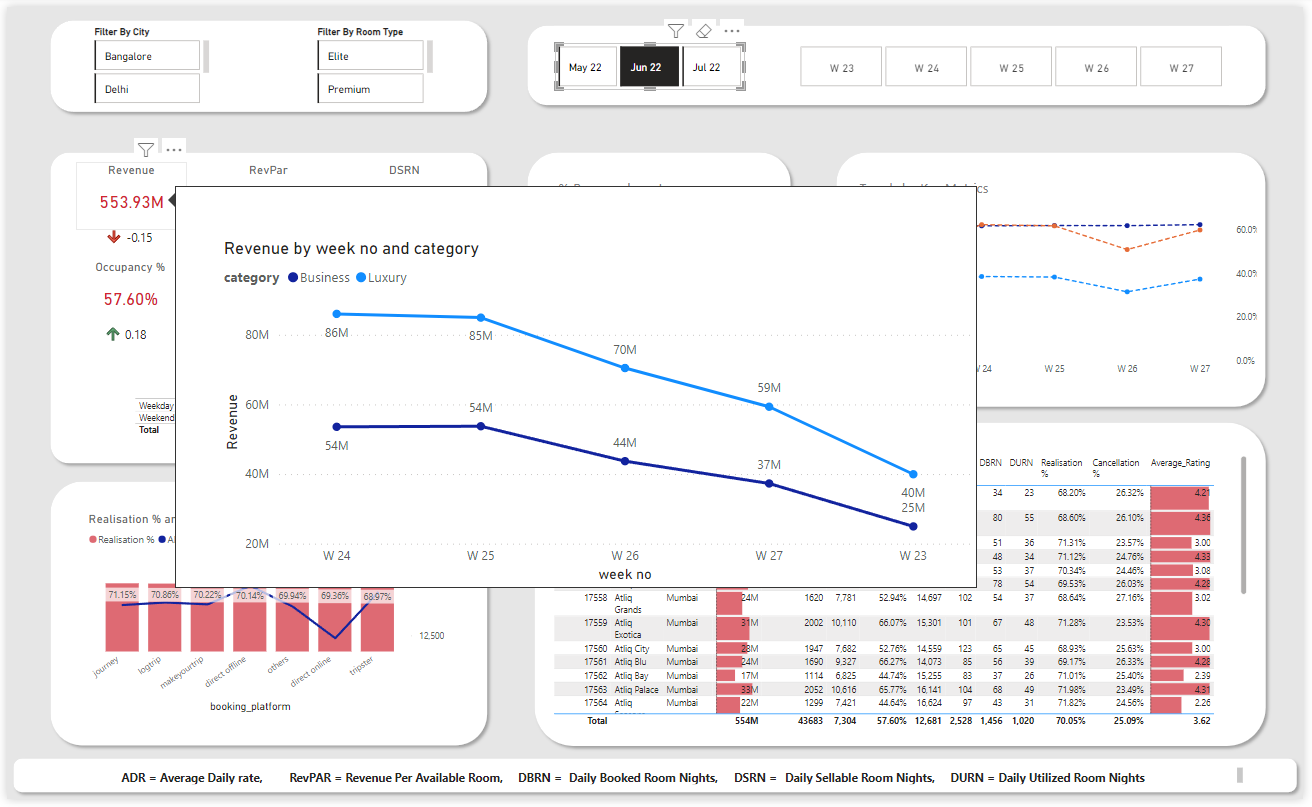 Filter By City
Bangalore
Delhi
Filter By Room Type
Elite
Premium
May 22
Jun 22
Jul 22
W 23
W 24
W 25
W 26
W 27
Revenue
RevPar
DSRN
553.93M
-0.15
Occupancy %
57.60%
0.18
Weekday
Weekend
Total
Revenue by week no and category
category Business Luxury
80M
60M
40M
20M
Revenue
86M
85M
70M
59M
40M
54M
54M
44M
37M
25M
W 24
W 25
W 26
W 27
W 23
week no
60.0%
40.0%
20.0%
0.0%
24
W 25
W 26
W 27
Realisation % an
Realisation %
71.15%
70.86%
70.22%
70.14%
69.94%
69.36%
68.97%
12,500
journey
logtrip
makeyourtrip
direct offline
others
direct online
tripster
booking_platform
DBRN DURN Realisation % Cancellation % Average_Rating
34 23 68.20% 26.32% 4.21
80 55 68.60% 26.10% 4.36
51 36 71.31% 23.57% 3.00
48 34 71.12% 24.76% 4.33
53 37 70.34% 24.46% 3.08
78 54 69.53% 26.03% 4.28
17558 Atliq Grands Mumbai 24M 1620 7,781 52.94% 14,697 102 54 37 68.64% 27.16% 3.02
17559 Atliq Exotica Mumbai 31M 2002 10,110 66.07% 15,301 101 67 48 71.28% 23.53% 4.30
17560 Atliq City Mumbai 28M 1947 7,682 52.76% 14,559 123 65 45 68.93% 25.63% 3.00
17561 Atliq Blu Mumbai 24M 1690 9,327 66.27% 14,073 85 56 39 69.17% 26.33% 4.28
17562 Atliq Bay Mumbai 17M 1114 6,825 44.74% 15,255 83 37 26 71.01% 25.40% 2.39
17563 Atliq Palace Mumbai 33M 2052 10,616 65.77% 16,141 104 68 49 71.98% 23.49% 4.31
17564 Atliq Mumbai 22M 1299 7,421 44.64% 16,624 97 43 31 71.82% 24.56% 2.26
Total 554M 43683 7,304 57.60% 12,681 2,528 1,456 1,020 70.05% 25.09% 3.62
ADR = Average Daily rate, RevPAR = Revenue Per Available Room, DBRN = Daily Booked Room Nights, DSRN = Daily Sellable Room Nights, DURN = Daily Utilized Room Nights